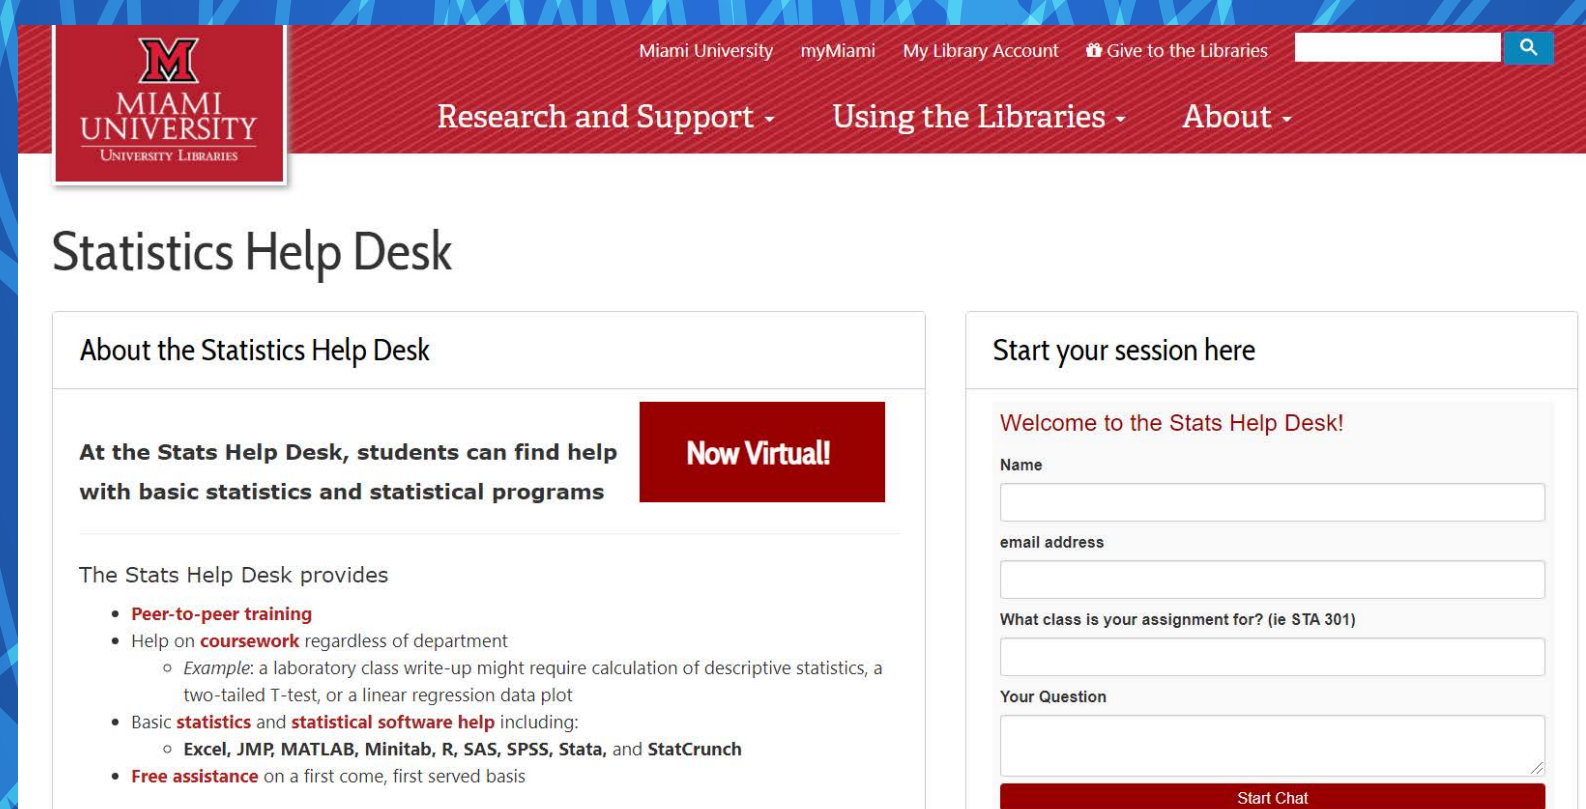 Miami University myMiami My Library Account Give to the Libraries
M
MIAMI
UNIVERSITY
UNIVERSITY LIBRARIES
Research and Support Using the Libraries About
Statistics Help Desk
About the Statistics Help Desk
At the Stats Help Desk, students can find help
with basic statistics and statistical programs
Now Virtual!
The Stats Help Desk provides
• Peer-to-peer training
• Help on coursework regardless of department
○ Example: a laboratory class write-up might require calculation of descriptive statistics, a
two-tailed T-test, or a linear regression data plot
• Basic statistics and statistical software help including:
○ Excel, JMP, MATLAB, Minitab, R, SAS, SPSS, Stata, and StatCrunch
• Free assistance on a first come, first served basis
Start your session here
Welcome to the Stats Help Desk!
Name
email address
What class is your assignment for? (ie STA 301)
Your Question
Start Chat